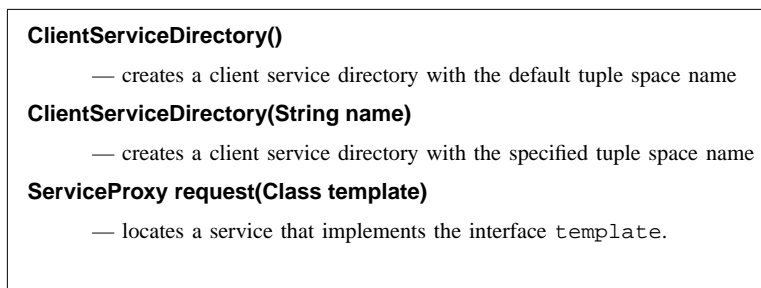 ClientServiceDirectory()
— creates a client service directory with the default tuple space name
ClientServiceDirectory(String name)
— creates a client service directory with the specified tuple space name
ServiceProxy request(Class template)
— locates a service that implements the interface template.